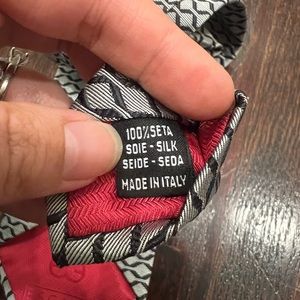 100% SETA
SOIE - SILK
SEIDE - SEDA
MADE IN ITALY